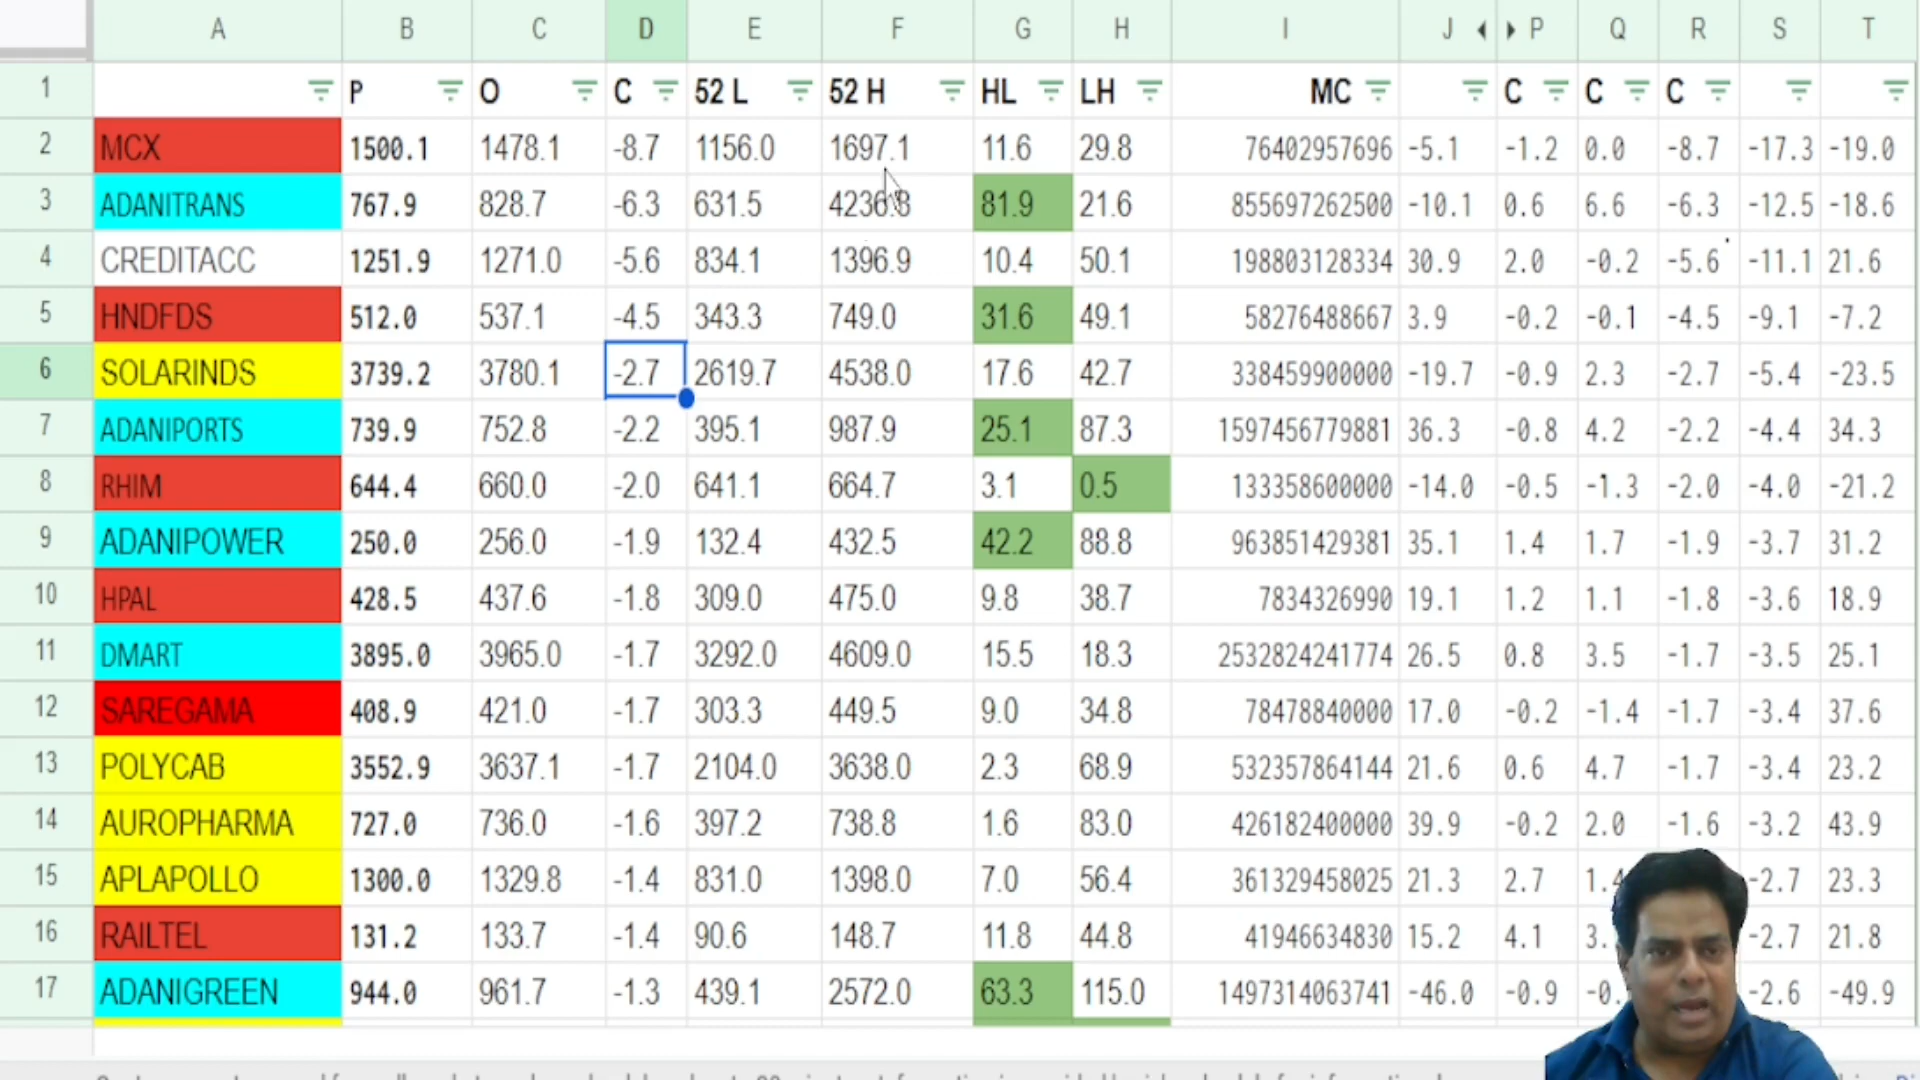 A B C D E F G H I J P Q R S T
1 P O C 52 L 52 H HL LH MC C C C
2 MCX 1500.1 1478.1 -8.7 1156.0 1697.1 11.6 29.8 76402957696 -5.1 -1.2 0.0 -8.7 -17.3 -19.0
3 ADANITRANS 767.9 828.7 -6.3 631.5 4236.8 81.9 21.6 855697262500 -10.1 0.6 6.6 -6.3 -12.5 -18.6
4 CREDITACC 1251.9 1271.0 -5.6 834.1 1396.9 10.4 50.1 198803128334 30.9 2.0 -0.2 -5.6 -11.1 21.6
5 HNDFDS 512.0 537.1 -4.5 343.3 749.0 31.6 49.1 58276488667 3.9 -0.2 -0.1 -4.5 -9.1 -7.2
6 SOLARINDS 3739.2 3780.1 -2.7 2619.7 4538.0 17.6 42.7 338459900000 -19.7 -0.9 2.3 -2.7 -5.4 -23.5
7 ADANIPORTS 739.9 752.8 -2.2 395.1 987.9 25.1 87.3 1597456779881 36.3 -0.8 4.2 -2.2 -4.4 34.3
8 RHIM 644.4 660.0 -2.0 641.1 664.7 3.1 0.5 133358600000 -14.0 -0.5 -1.3 -2.0 -4.0 -21.2
9 ADANIPOWER 250.0 256.0 -1.9 132.4 432.5 42.2 88.8 963851429381 35.1 1.4 1.7 -1.9 -3.7 31.2
10 HPAL 428.5 437.6 -1.8 309.0 475.0 9.8 38.7 7834326990 19.1 1.2 1.1 -1.8 -3.6 18.9
11 DMART 3895.0 3965.0 -1.7 3292.0 4609.0 15.5 18.3 2532824241774 26.5 0.8 3.5 -1.7 -3.5 25.1
12 SAREGAMA 408.9 421.0 -1.7 303.3 449.5 9.0 34.8 78478840000 17.0 -0.2 -1.4 -1.7 -3.4 37.6
13 POLYCAB 3552.9 3637.1 -1.7 2104.0 3638.0 2.3 68.9 532357864144 21.6 0.6 4.7 -1.7 -3.4 23.2
14 AUROPHARMA 727.0 736.0 -1.6 397.2 738.8 1.6 83.0 426182400000 39.9 -0.2 2.0 -1.6 -3.2 43.9
15 APLAPOLLO 1300.0 1329.8 -1.4 831.0 1398.0 7.0 56.4 361329458025 21.3 2.7 1.4 -2.7 23.3
16 RAILTEL 131.2 133.7 -1.4 90.6 148.7 11.8 44.8 41946634830 15.2 4.1 3. -2.7 21.8
17 ADANIGREEN 944.0 961.7 -1.3 439.1 2572.0 63.3 115.0 1497314063741 -46.0 -0.9 -0. -2.6 -49.9